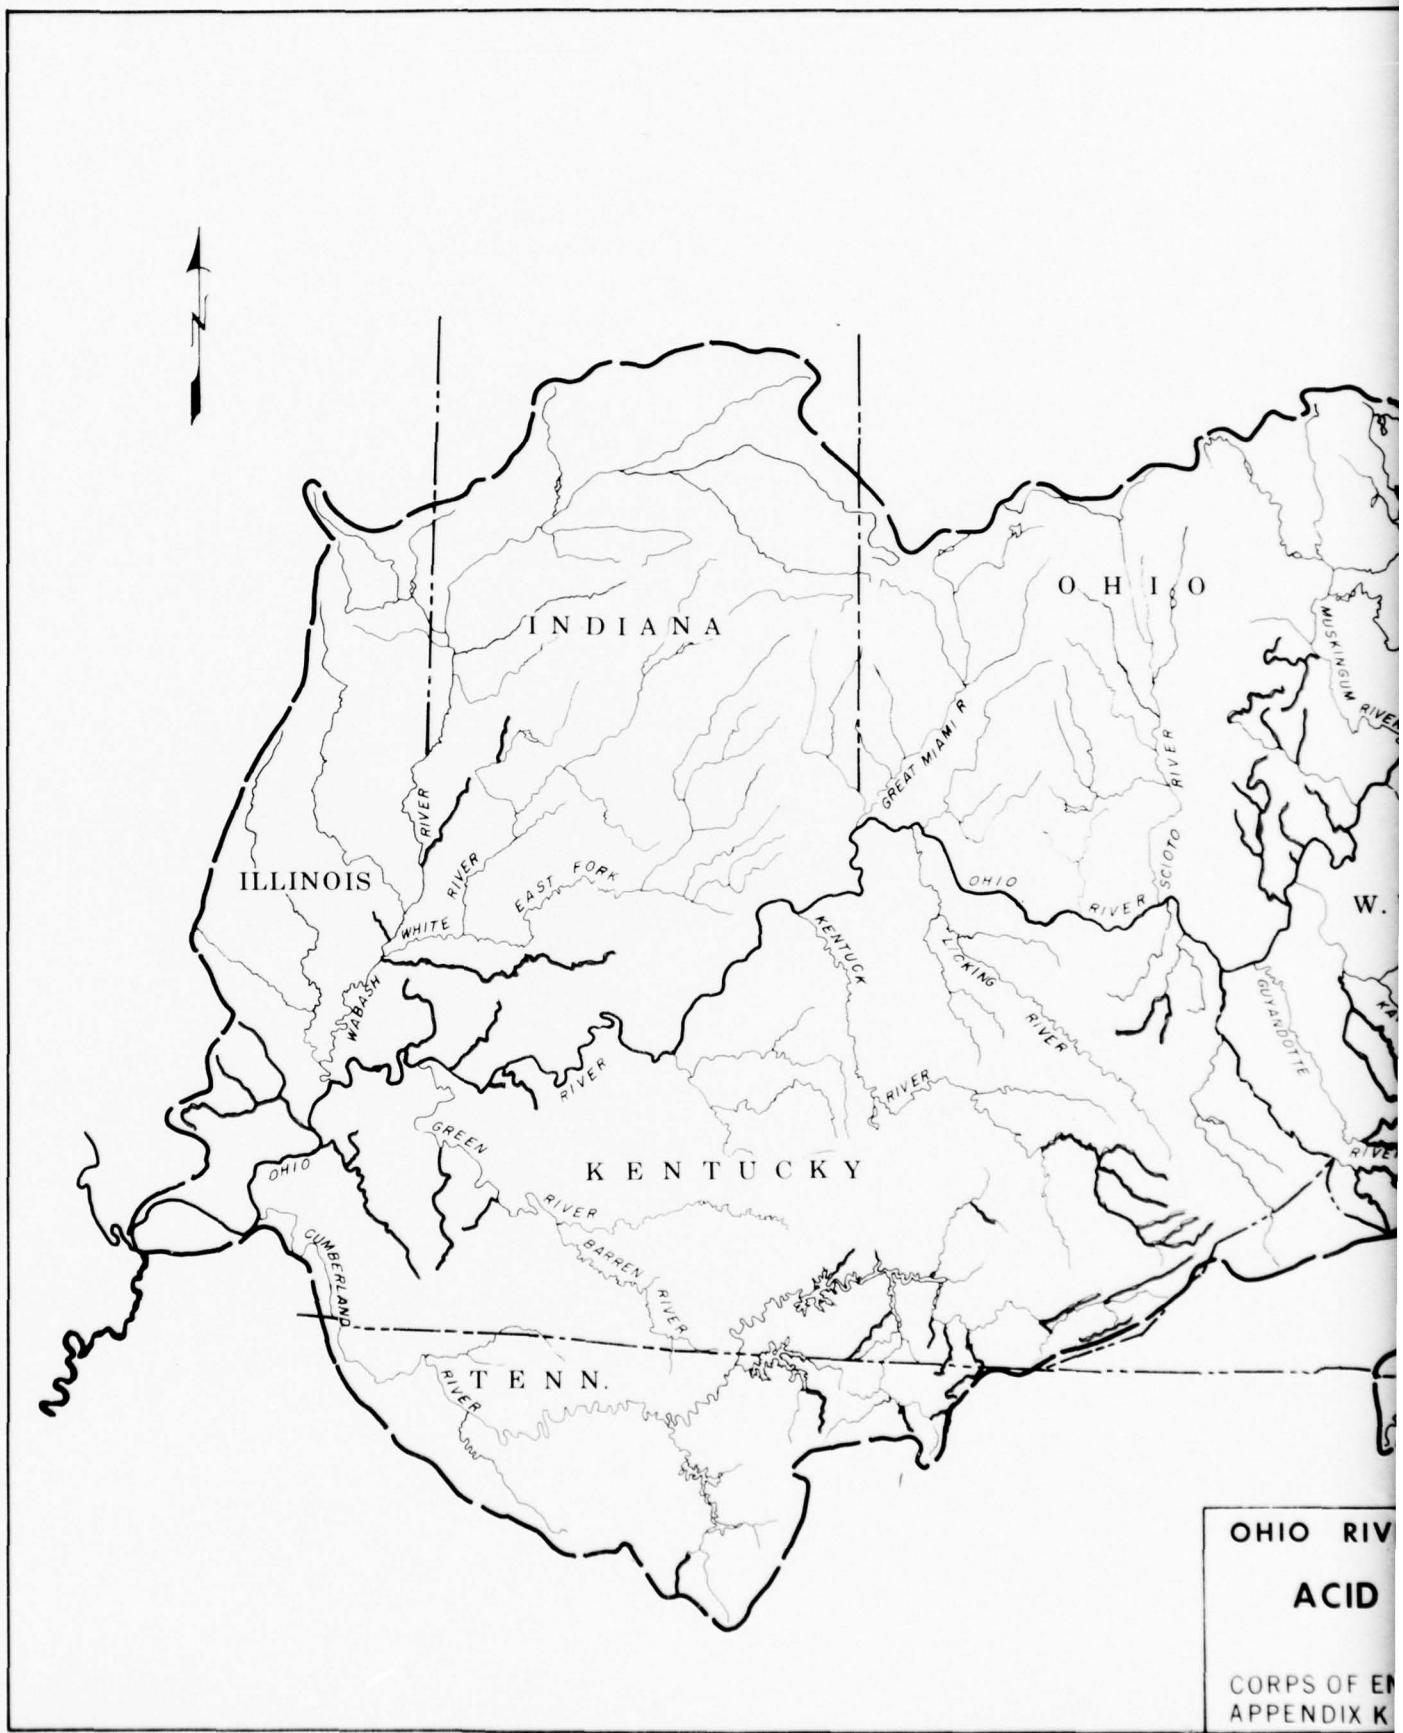 N
OHIO
INDIANA
MUSKINGUM RIVER
GREAT MIAMI R
RIVER
SCIOTO
RIVER
ILLINOIS
WHITE RIVER
EAST FORK
OHIO
RIVER
W.
KENTUCK
LICKING
RIVER
WABASH
GUYANDOTTE
KA
RIVER
RIVER
GREEN
KENTUCKY
RIVE
OHIO
RIVER
BARREN
RIVER
CUMBERLAND
TENN.
RIVER
OHIO RIV
ACID
CORPS OF EN
APPENDIX K